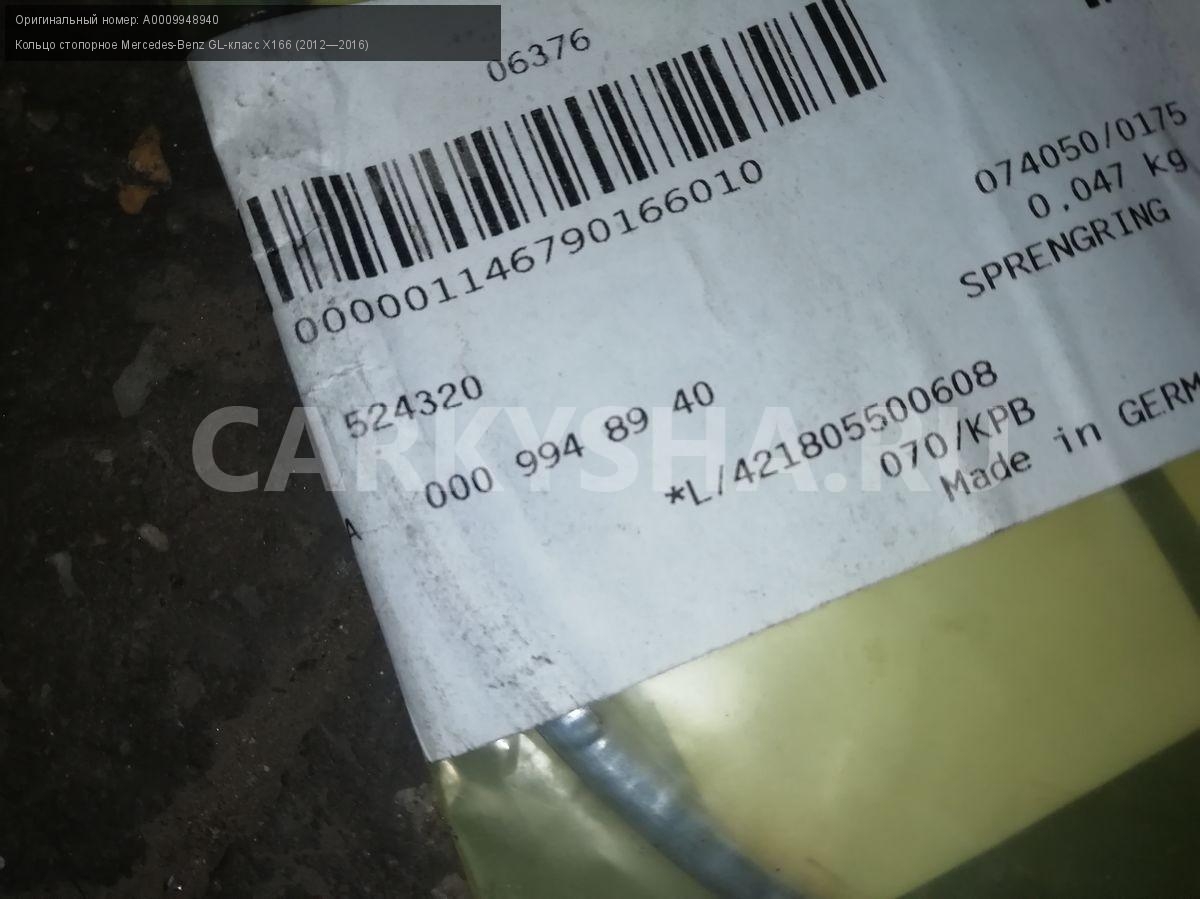 Оригинальный номер: A0009948940
Кольцо стопорное Mercedes-Benz GL-класс X166 (2012—2016)
06376
000001146790166010
074050/0175
0,047 kg
SPRENGRING
524320
A 000 994 89 40
*L/421805500608
070/KPB
Made in GERM
CARKYSHA.RU